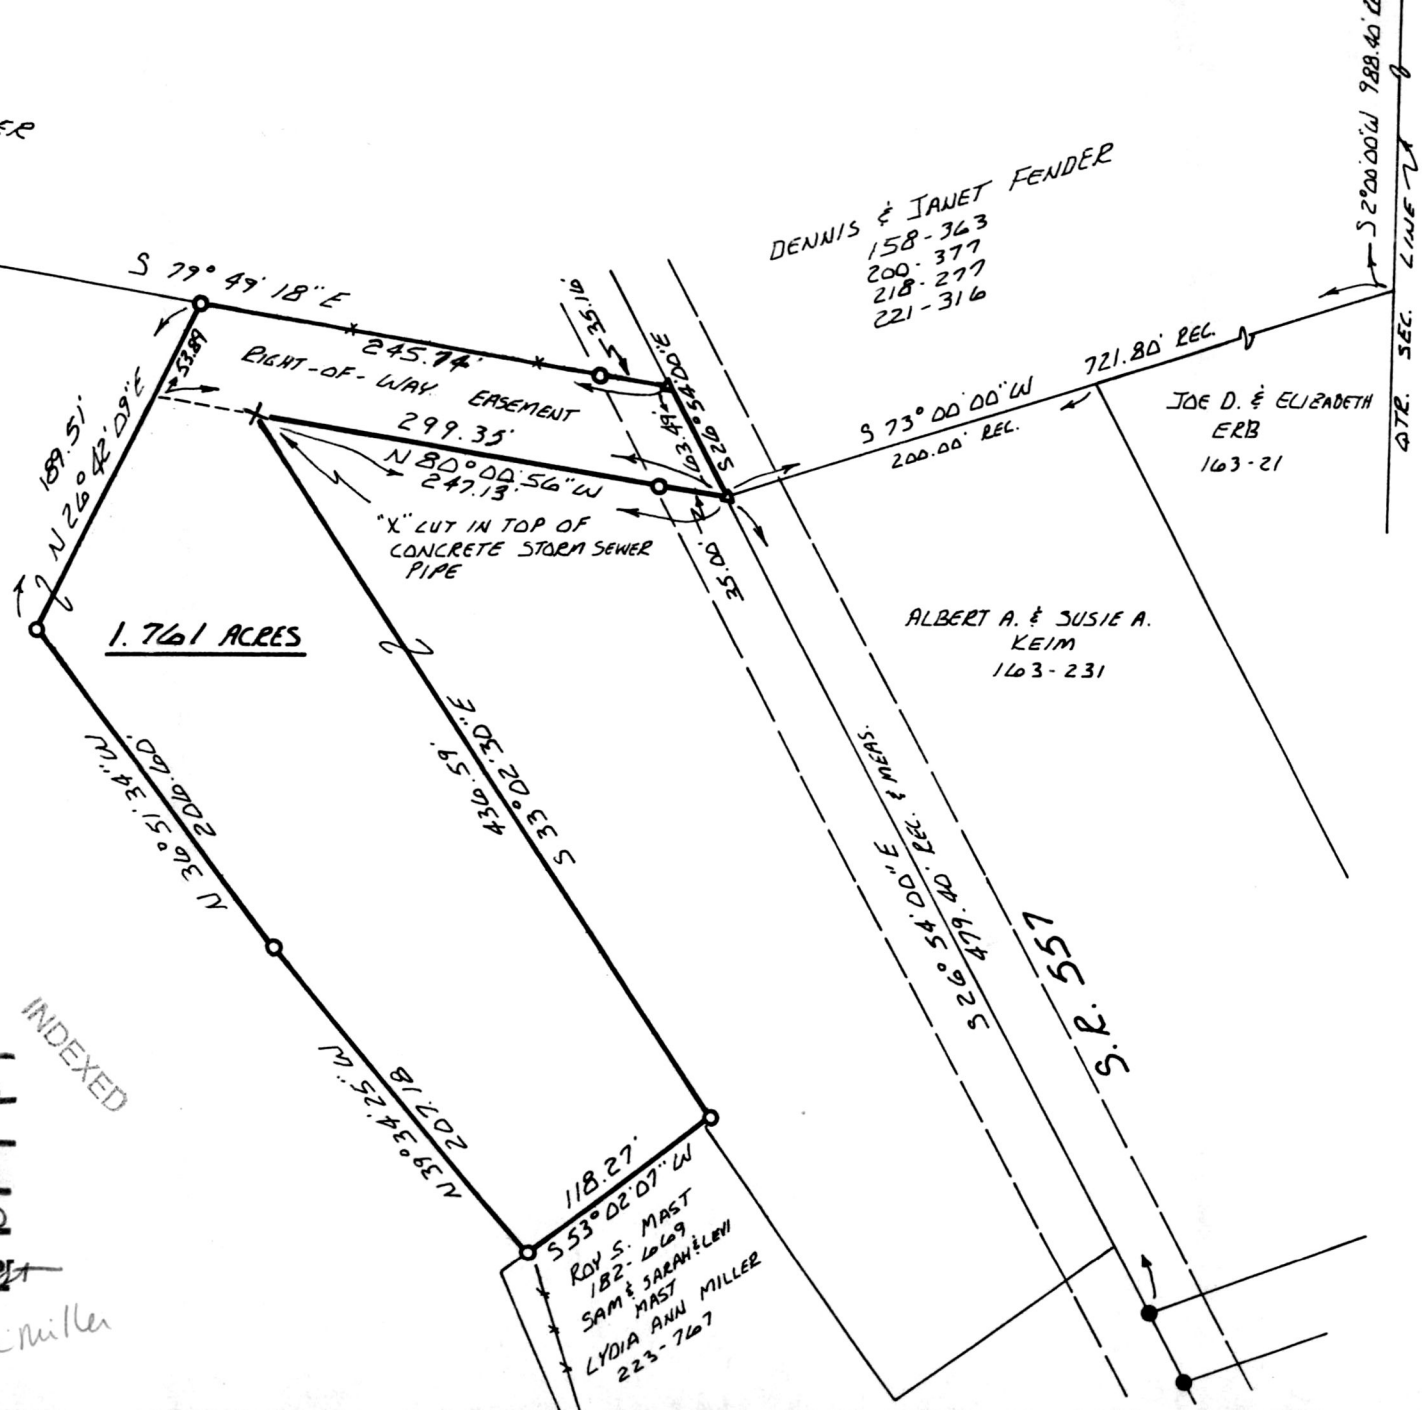 ER
S 2°00'00"W 988.40'
QTR. SEC. LINE
DENNIS & JANET FENDER
158-363
200-377
218-277
221-316
S 79° 49' 18" E
245.74'
RIGHT-OF-WAY EASEMENT
53.89
35.16'
S 26° 54' 00" E
63.49'
721.80' REC.
S 73° 00' 00" W
200.00' REC.
JOE D. & ELIZABETH
ERB
163-21
299.35'
N 80° 00' 56" W
247.13'
"X" CUT IN TOP OF
CONCRETE STORM SEWER
PIPE
35.00'
189.51'
N 26° 42' 09" E
1.761 ACRES
ALBERT A. & SUSIE A.
KEIM
163-231
206.60'
N 36° 51' 34" W
S 33° 02' 30" E
436.59'
S 26° 54' 00" E
479.40' REC. & MEAS.
S.R. 557
INDEXED
207.18
N 39° 34' 25" W
118.27'
S 53° 02' 07" W
ROY S. MAST
182-669
SAM & SARAH & LEVI
MAST
LYDIA ANN MILLER
223-767
Miller